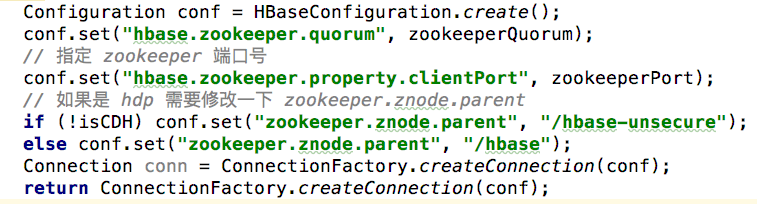 Configuration conf = HBaseConfiguration.create();
conf.set("hbase.zookeeper.quorum", zookeeperQuorum);
// 指定 zookeeper 端口号
conf.set("hbase.zookeeper.property.clientPort", zookeeperPort);
// 如果是 hdp 需要修改一下 zookeeper.znode.parent
if (!isCDH) conf.set("zookeeper.znode.parent", "/hbase-unsecure");
else conf.set("zookeeper.znode.parent", "/hbase");
Connection conn = ConnectionFactory.createConnection(conf);
return ConnectionFactory.createConnection(conf);